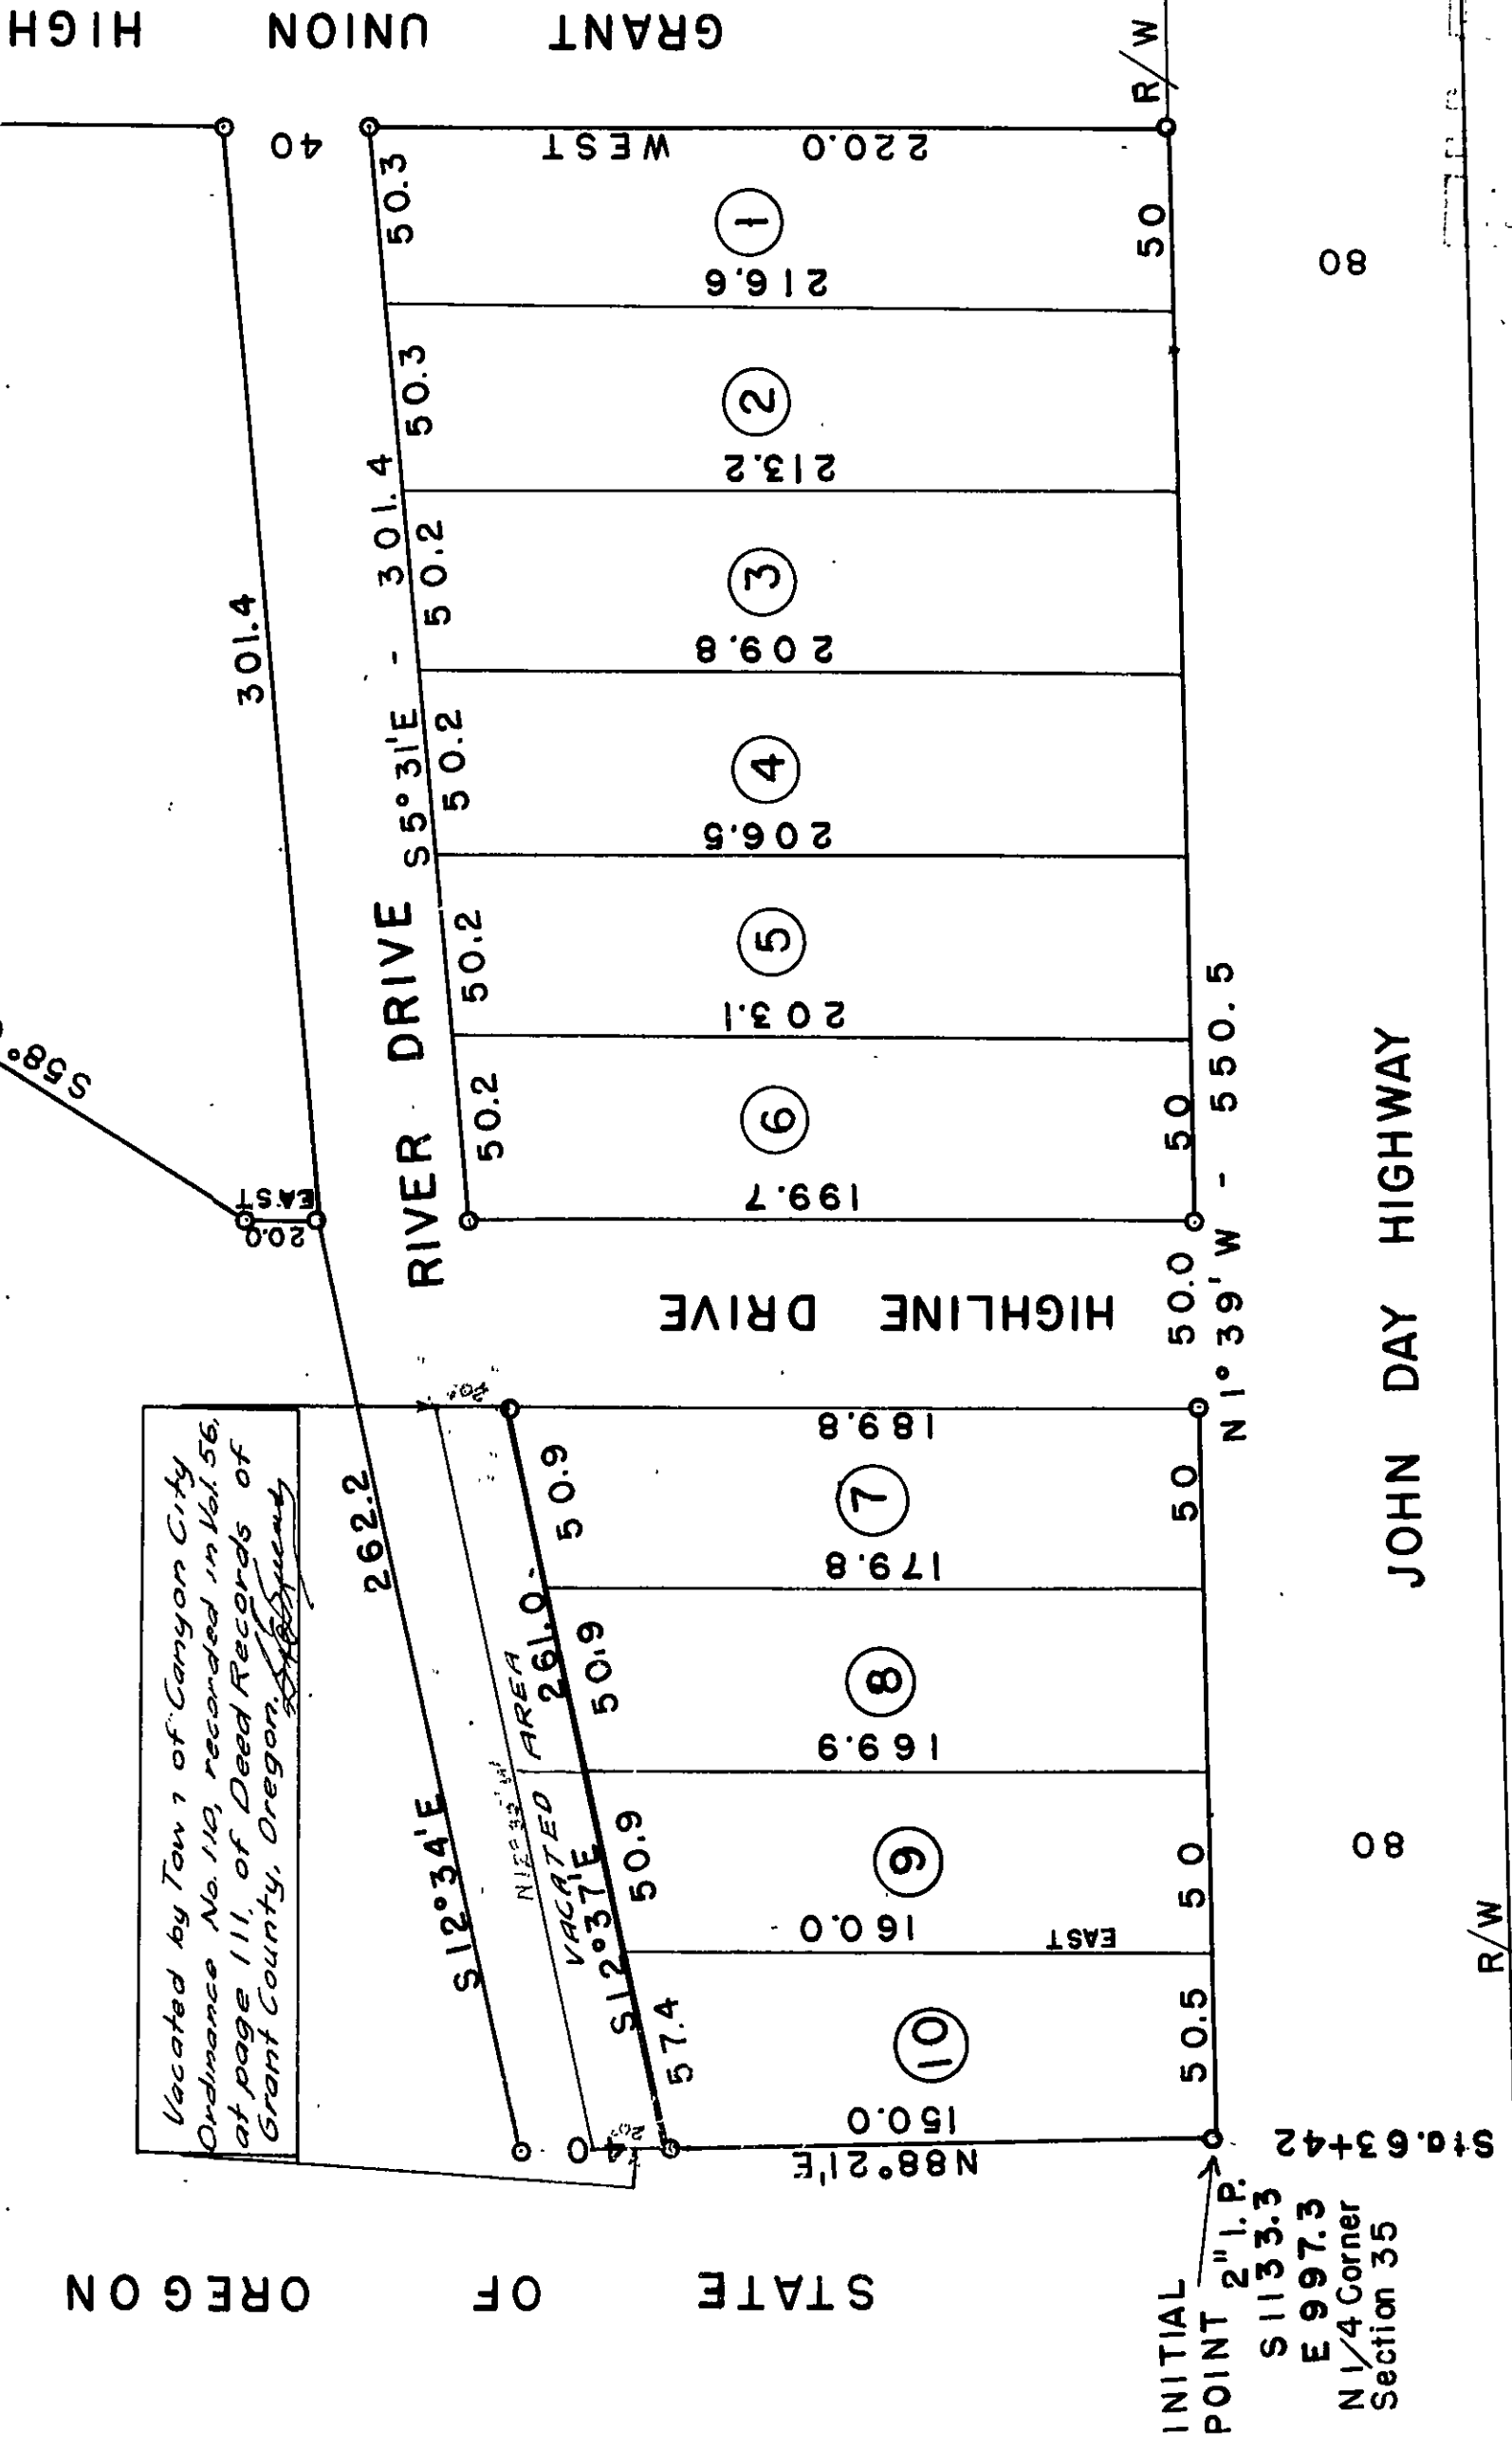 GRANT UNION HIGH
R/W
40
WEST 220.0
50.3
1
216.6
50
80
50.3
2
213.2
301.4
50.2
3
209.8
RIVER DRIVE S5°31'E - 301.4
50.2
4
206.5
50.2
5
203.1
50.2
6
199.7
50
S58°
EAST
20.0
HIGHLINE DRIVE
50.0
N1°39'W - 550.5
JOHN DAY HIGHWAY
Vacated by Town of Canyon City
Ordinance No. 110, recorded in Vol. 56,
at page 111, of Deed Records of
Grant County, Oregon.
262.2
S12°34'E
VACATED AREA
S12°37'E
261.0-
189.8
50.9
7
179.8
50
50.9
8
169.9
50.9
9
160.0
EAST
50
57.4
10
150.0
50.5
N88°21'E
40
80
R/W
STATE OF OREGON
INITIAL
POINT 2" I.P.
S1133.3
E 997.3
N 1/4 Corner
Section 35
Sta. 63+42